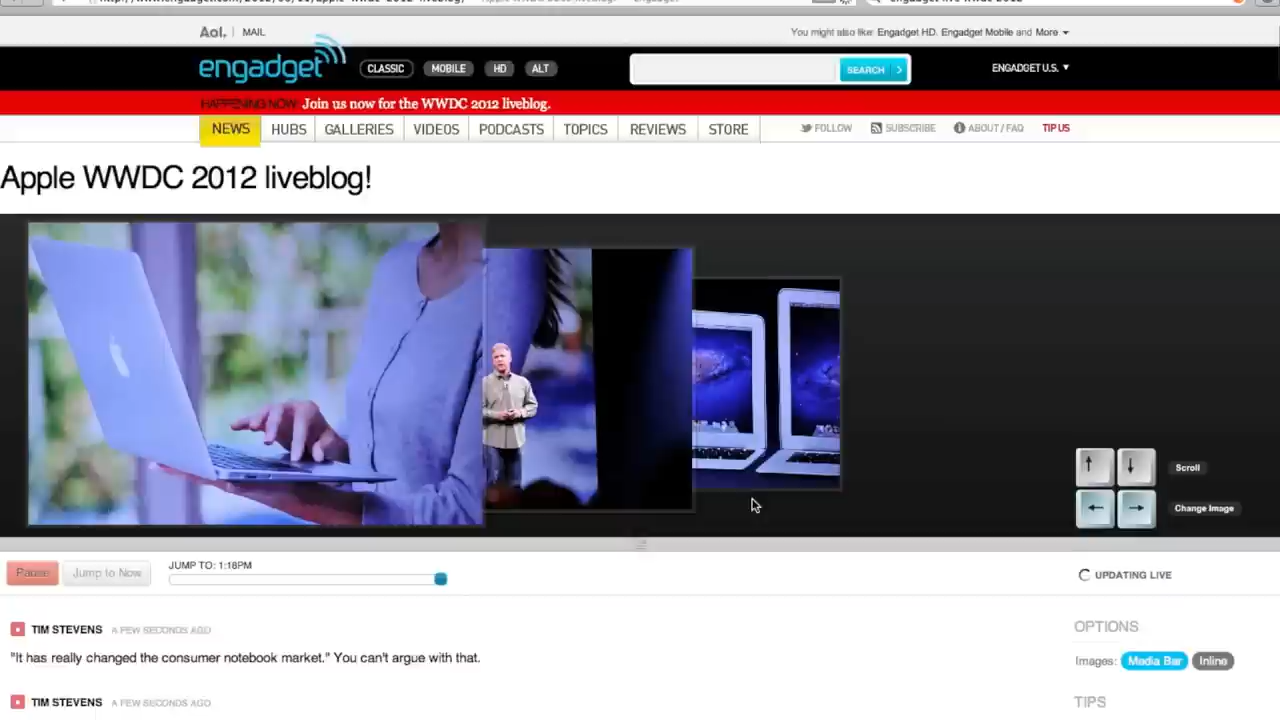 Aol. MAIL
You might also like: Engadget HD, Engadget Mobile and More
engadget
CLASSIC MOBILE HD ALT
SEARCH
ENGADGET U.S.
HAPPENING NOW: Join us now for the WWDC 2012 liveblog.
NEWS HUBS GALLERIES VIDEOS PODCASTS TOPICS REVIEWS STORE
FOLLOW SUBSCRIBE ABOUT / FAQ TIP US
Apple WWDC 2012 liveblog!
Scroll
Change Image
Pause Jump to Now JUMP TO: 1:18PM
UPDATING LIVE
TIM STEVENS A FEW SECONDS AGO
"It has really changed the consumer notebook market." You can't argue with that.
TIM STEVENS A FEW SECONDS AGO
OPTIONS
Images: Media Bar Inline
TIPS